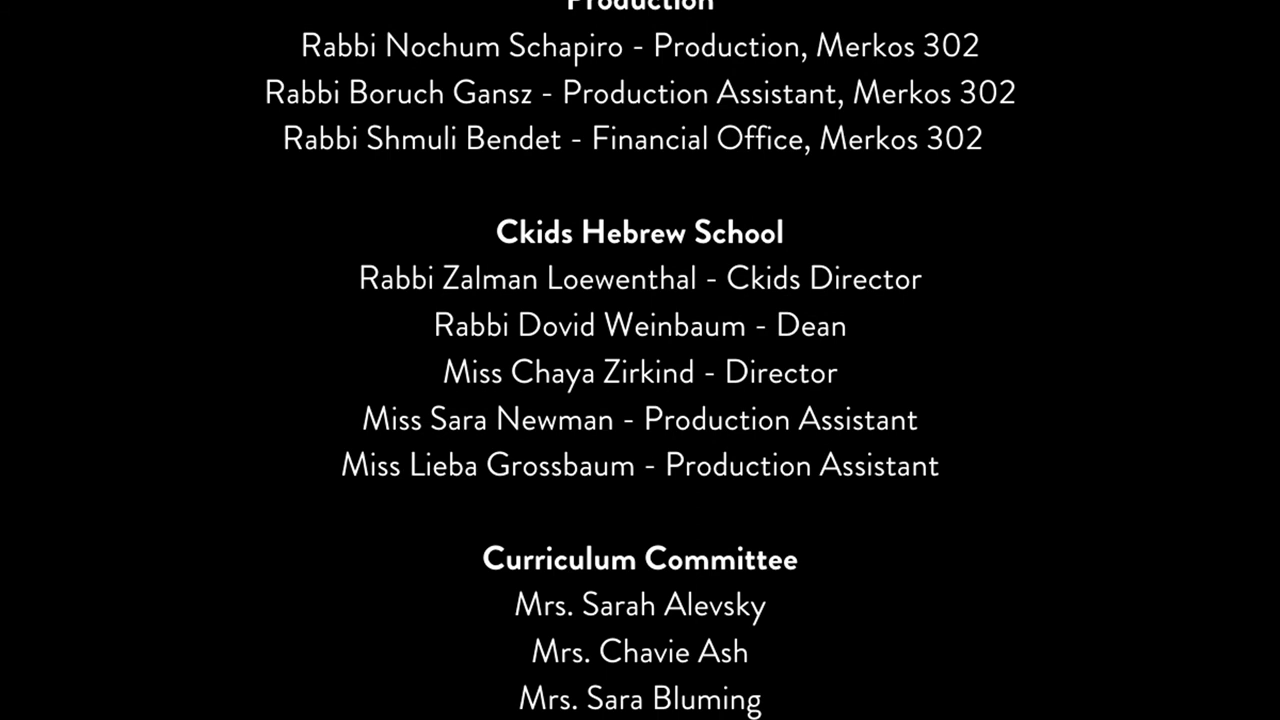 Production
Rabbi Nochum Schapiro - Production, Merkos 302
Rabbi Boruch Gansz - Production Assistant, Merkos 302
Rabbi Shmuli Bendet - Financial Office, Merkos 302
Ckids Hebrew School
Rabbi Zalman Loewenthal - Ckids Director
Rabbi Dovid Weinbaum - Dean
Miss Chaya Zirkind - Director
Miss Sara Newman - Production Assistant
Miss Lieba Grossbaum - Production Assistant
Curriculum Committee
Mrs. Sarah Alevsky
Mrs. Chavie Ash
Mrs. Sara Bluming